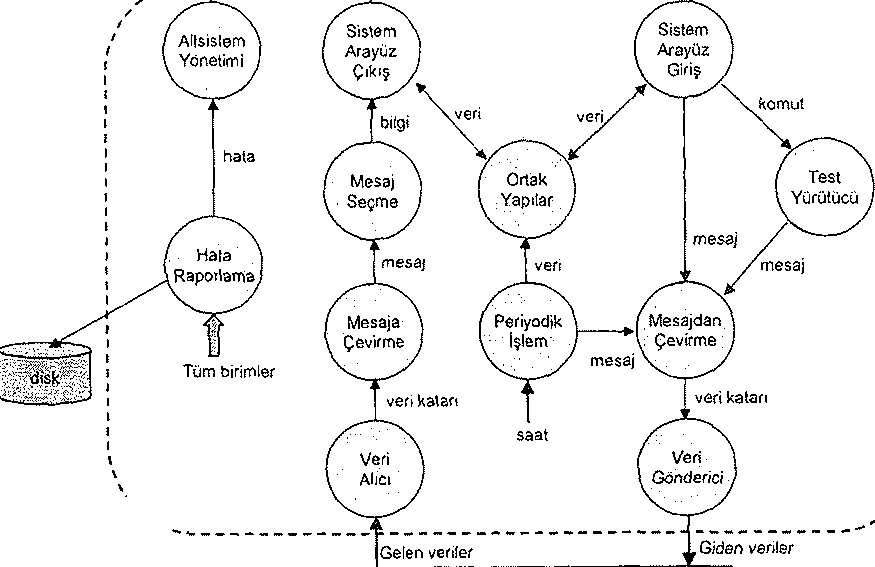 Altsistem
Yönetimi
Sistem
Arayüz
Çıkış
Sistem
Arayüz
Giriş
veri
veri
komut
bilgi
hata
Mesaj
Seçme
Ortak
Yapılar
Test
Yürütücü
mesaj
mesaj
mesaj
veri
Hata
Raporlama
Mesaja
Çevirme
Periyodik
İşlem
Mesajdan
Çevirme
mesaj
Tüm birimler
disk
veri katarı
veri katarı
saat
Veri
Alıcı
Veri
Gönderici
Gelen veriler
Giden veriler